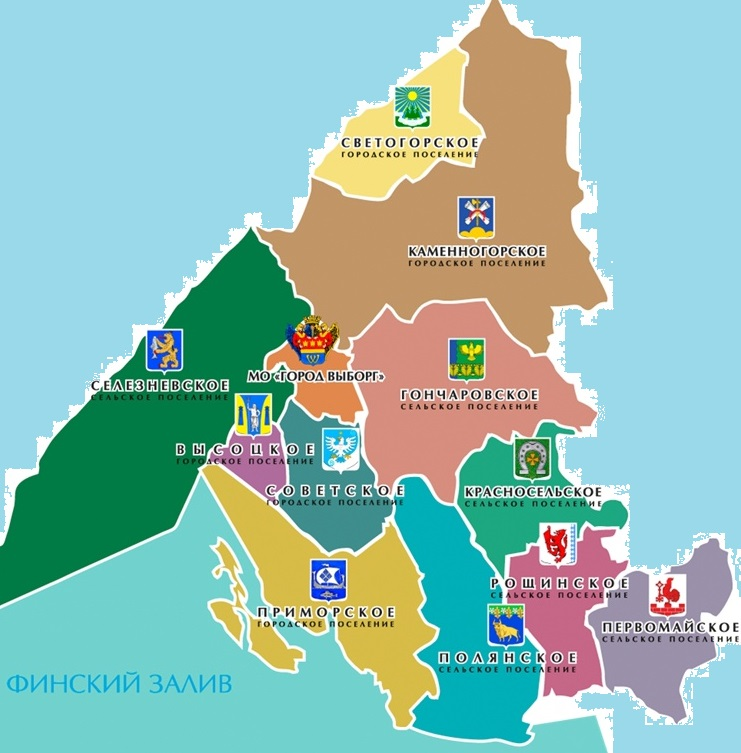 СВЕТОГОРСКОЕ
ГОРОДСКОЕ ПОСЕЛЕНИЕ
КАМЕННОГОРСКОЕ
ГОРОДСКОЕ ПОСЕЛЕНИЕ
СЕЛЕЗНЕВСКОЕ
СЕЛЬСКОЕ ПОСЕЛЕНИЕ
МО «ГОРОД ВЫБОРГ»
ГОНЧАРОВСКОЕ
СЕЛЬСКОЕ ПОСЕЛЕНИЕ
ВЫСОЦКОЕ
ГОРОДСКОЕ ПОСЕЛЕНИЕ
СОВЕТСКОЕ
ГОРОДСКОЕ ПОСЕЛЕНИЕ
КРАСНОСЕЛЬСКОЕ
СЕЛЬСКОЕ ПОСЕЛЕНИЕ
РОЩИНСКОЕ
СЕЛЬСКОЕ ПОСЕЛЕНИЕ
ПРИМОРСКОЕ
ГОРОДСКОЕ ПОСЕЛЕНИЕ
ПЕРВОМАЙСКОЕ
СЕЛЬСКОЕ ПОСЕЛЕНИЕ
ПОЛЯНСКОЕ
СЕЛЬСКОЕ ПОСЕЛЕНИЕ
ФИНСКИЙ ЗАЛИВ